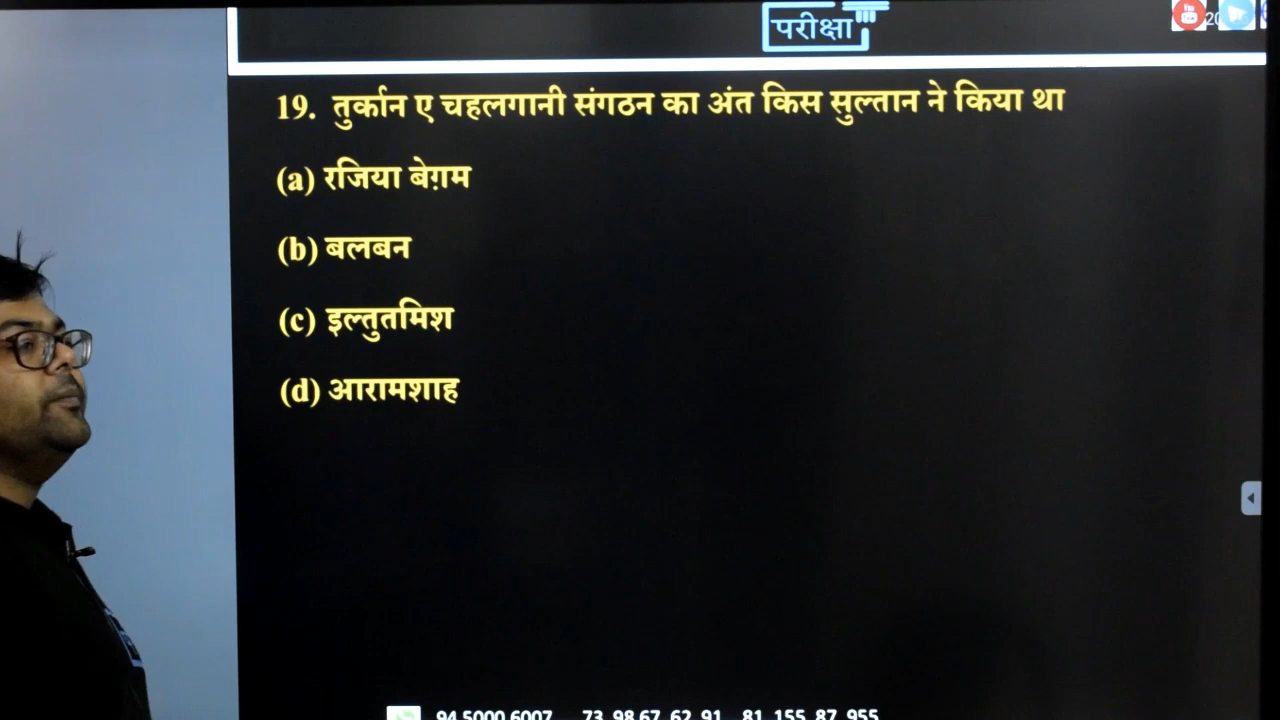 परीक्षा
20
19. तुर्कान ए चहलगानी संगठन का अंत किस सुल्तान ने किया था
(a) रजिया बेग़म
(b) बलबन
(c) इल्तुतमिश
(d) आरामशाह
94 5000 6007 73 98 67 62 91 81 155 87 955